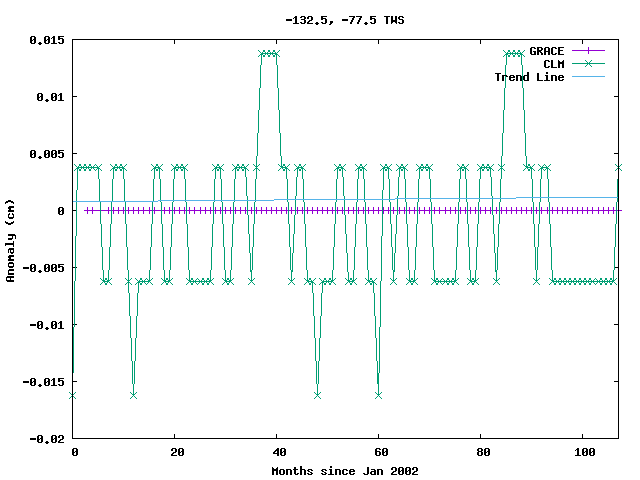 -132.5, -77.5 TWS
GRACE
CLM
Trend Line
0.015
0.01
0.005
0
-0.005
-0.01
-0.015
-0.02
Anomaly (cm)
0 20 40 60 80 100
Months since Jan 2002